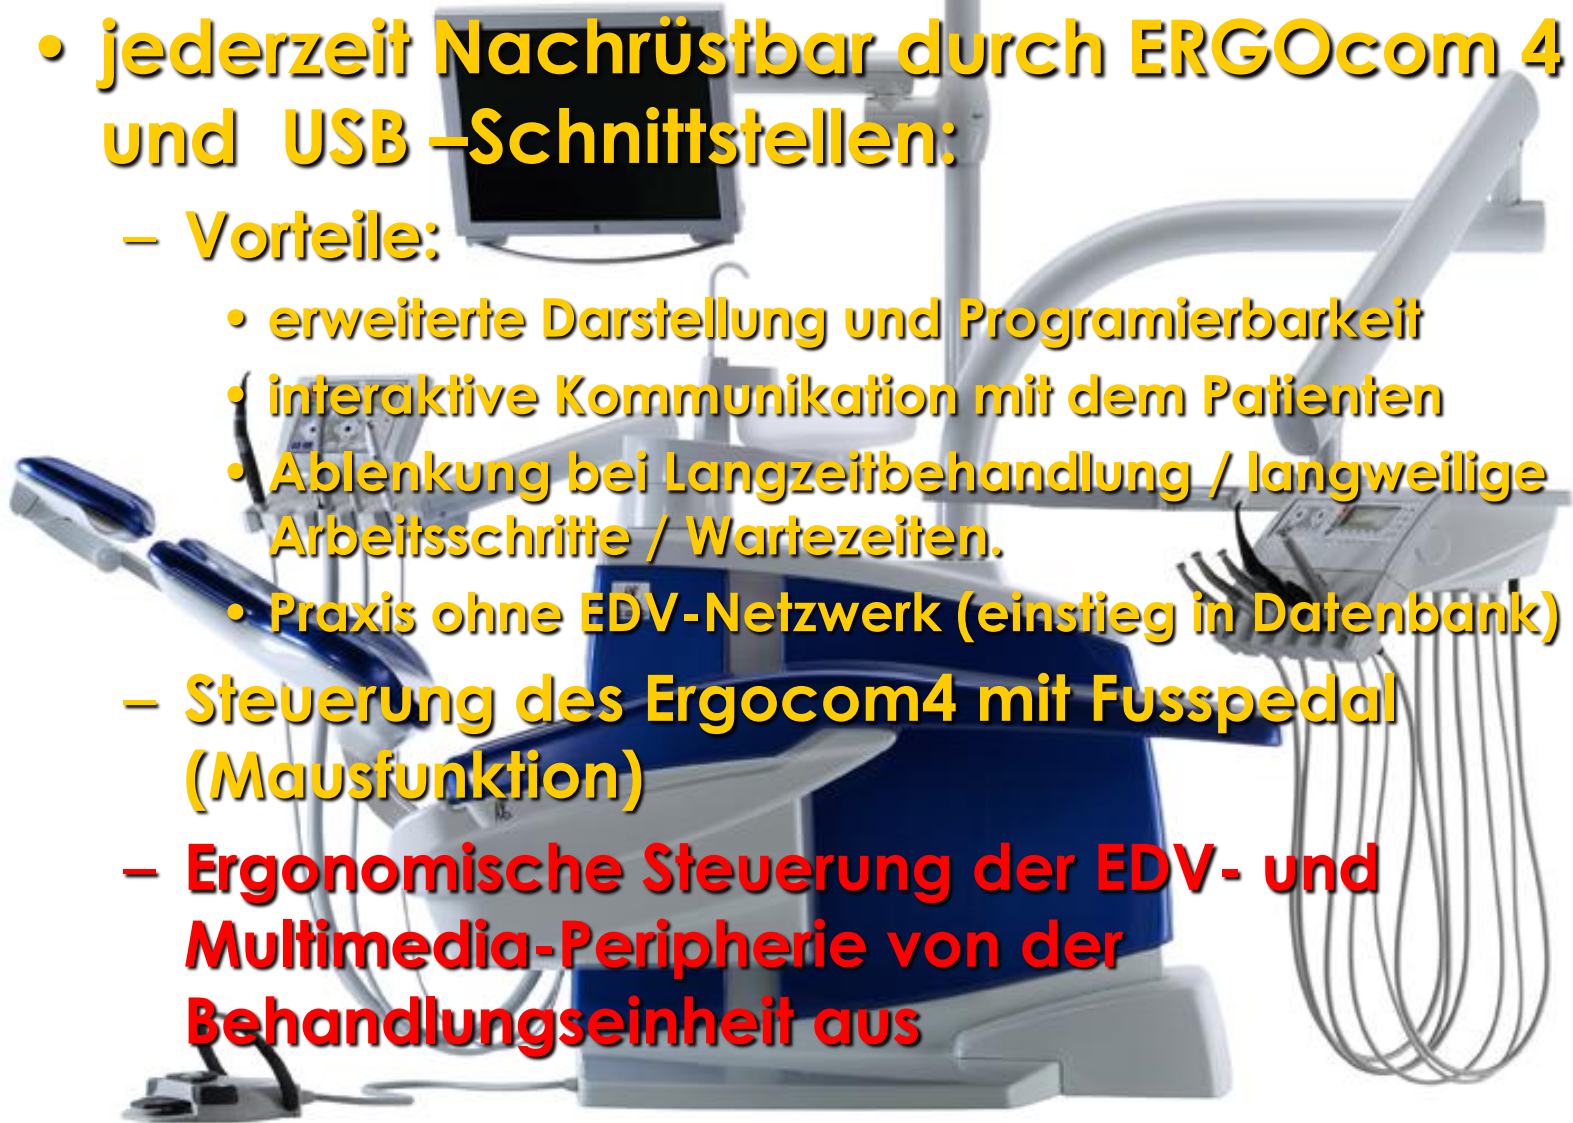 • jederzeit Nachrüstbar durch ERGOcom 4
und USB –Schnittstellen:
– Vorteile:
• erweiterte Darstellung und Programierbarkeit
• interaktive Kommunikation mit dem Patienten
• Ablenkung bei Langzeitbehandlung / langweilige
Arbeitsschritte / Wartezeiten.
• Praxis ohne EDV-Netzwerk (einstieg in Datenbank)
– Steuerung des Ergocom4 mit Fusspedal
(Mausfunktion)
– Ergonomische Steuerung der EDV- und
Multimedia-Peripherie von der
Behandlungseinheit aus